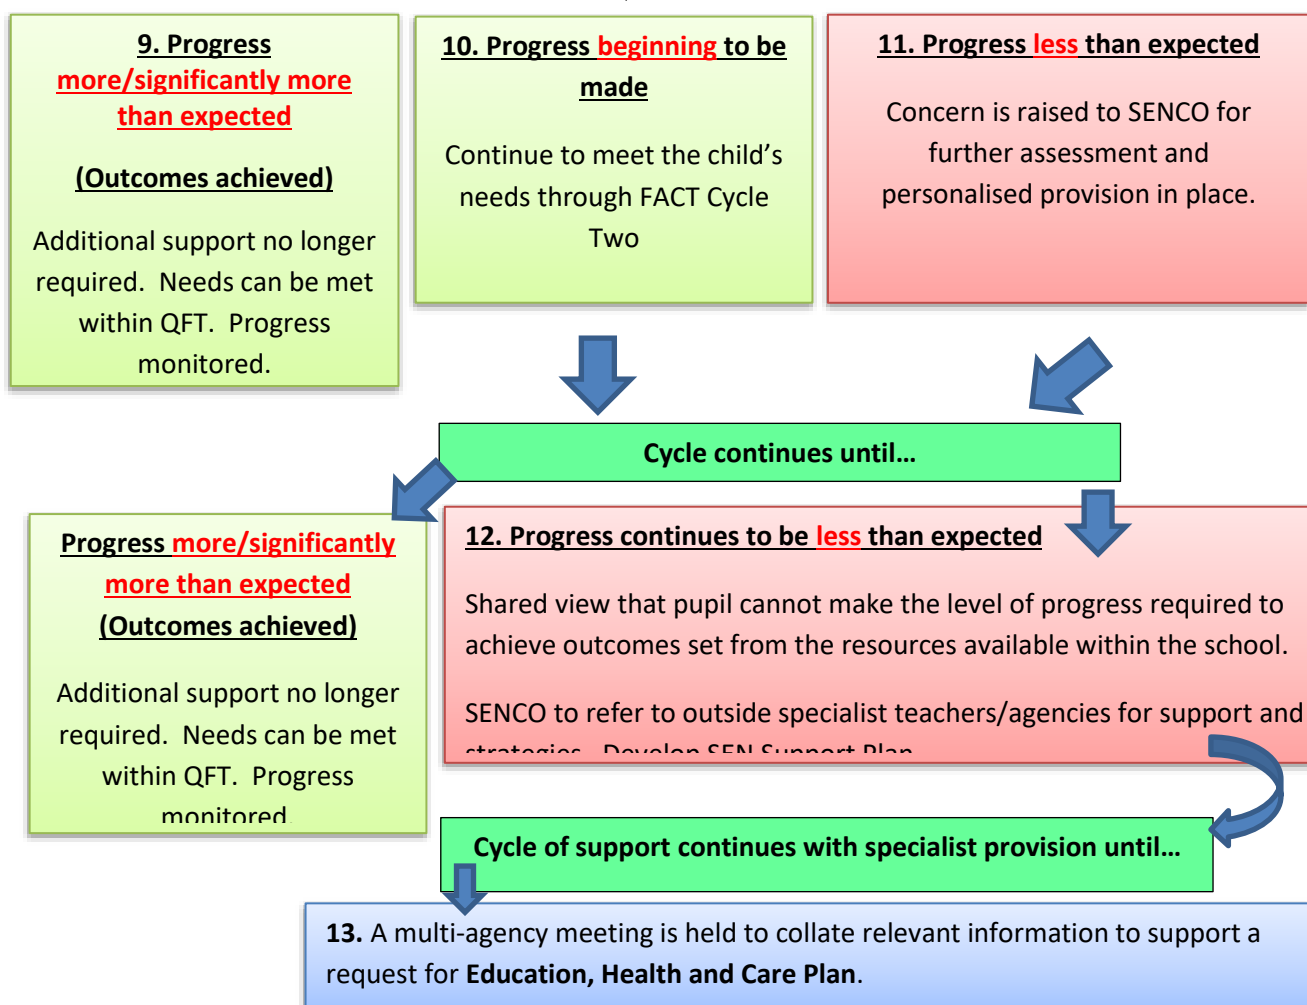 9. Progress
more/significantly more
than expected
(Outcomes achieved)
Additional support no longer
required.  Needs can be met
within QFT.  Progress
monitored.
10. Progress beginning to be
made
Continue to meet the child’s
needs through FACT Cycle
Two
11. Progress less than expected
Concern is raised to SENCO for
further assessment and
personalised provision in place.
Cycle continues until…
Progress more/significantly
more than expected
(Outcomes achieved)
Additional support no longer
required.  Needs can be met
within QFT.  Progress
monitored.
12. Progress continues to be less than expected
Shared view that pupil cannot make the level of progress required to
achieve outcomes set from the resources available within the school.
SENCO to refer to outside specialist teachers/agencies for support and
strategies.  Develop SEN Support Plan
Cycle of support continues with specialist provision until…
13. A multi-agency meeting is held to collate relevant information to support a
request for Education, Health and Care Plan.